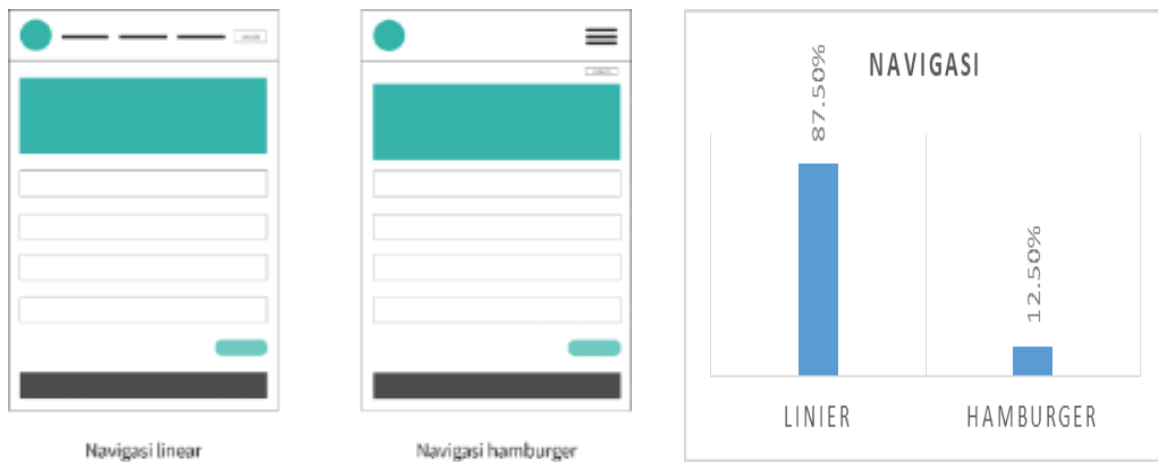 Navigasi linear
Navigasi hamburger
NAVIGASI
87.50%
12.50%
LINIER
HAMBURGER